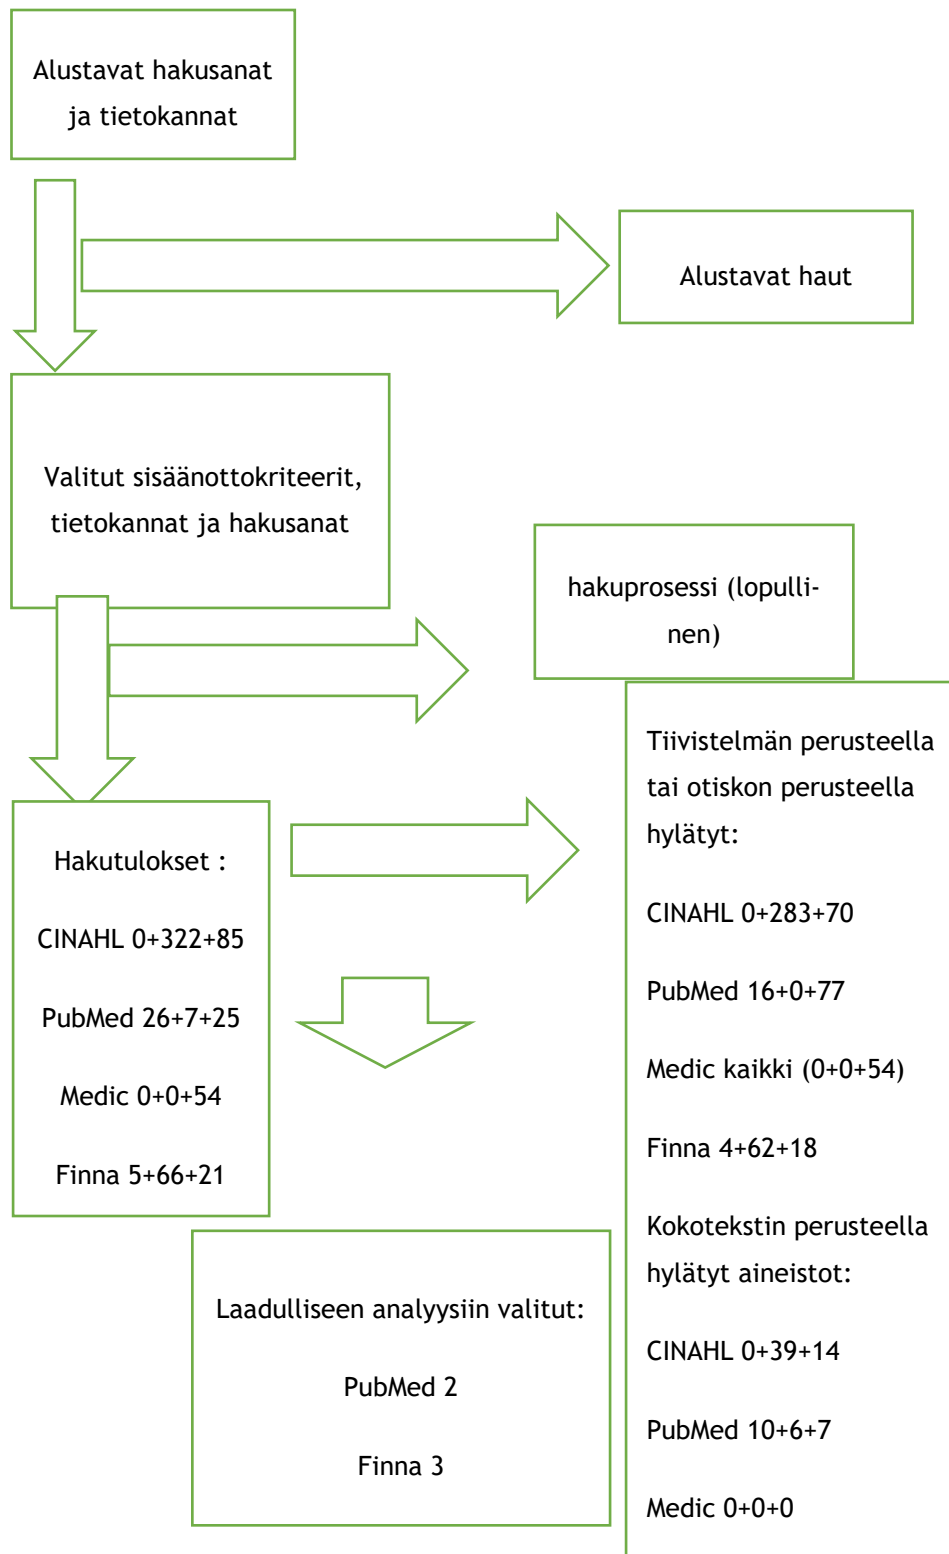 Alustavat hakusanat
ja tietokannat
Alustavat haut
Valitut sisäänottokriteerit,
tietokannat ja hakusanat
hakuprosessi (lopulli-
nen)
Hakutulokset :
CINAHL 0+322+85
PubMed 26+7+25
Medic 0+0+54
Finna 5+66+21
Tiivistelmän perusteella
tai otiskon perusteella
hylätyt:
CINAHL 0+283+70
PubMed 16+0+77
Medic kaikki (0+0+54)
Finna 4+62+18
Kokotekstin perusteella
hylätyt aineistot:
CINAHL 0+39+14
PubMed 10+6+7
Medic 0+0+0
Laadulliseen analyysiin valitut:
PubMed 2
Finna 3